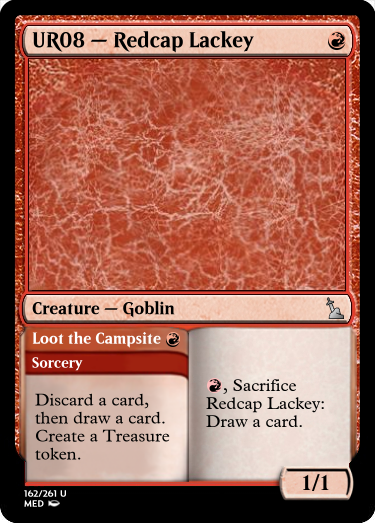 UR08 — Redcap Lackey
Creature — Goblin
Loot the Campsite
Sorcery
Discard a card,
then draw a card.
Create a Treasure
token.
, Sacrifice
Redcap Lackey:
Draw a card.
1/1
162/261 U
MED